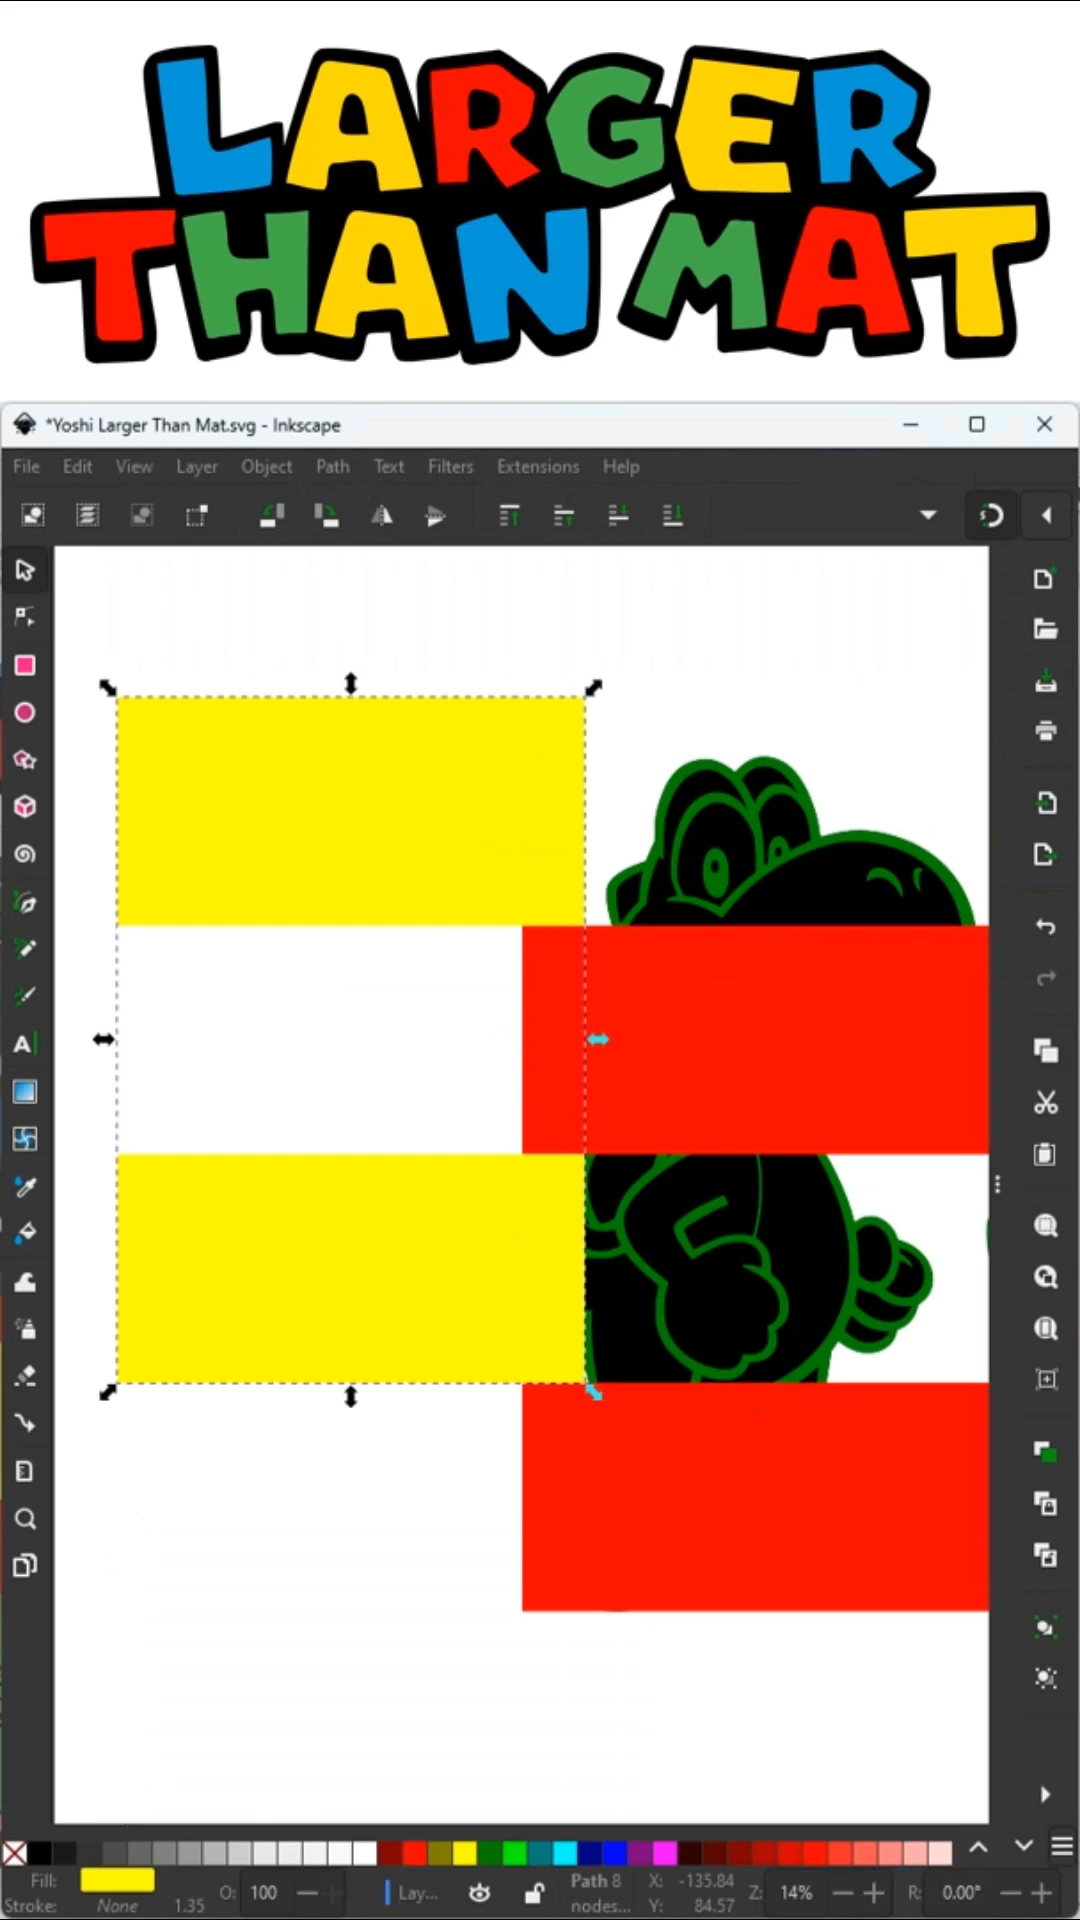 LARGER
THAN MAT
*Yoshi Larger Than Mat.svg - Inkscape
File Edit View Layer Object Path Text Filters Extensions Help
A
Fill:
O: 100
Lay...
Path 8
X: -135.84
Z: 14%
R: 0.00°
Stroke: None 1.35
nodes...
Y: 84.57